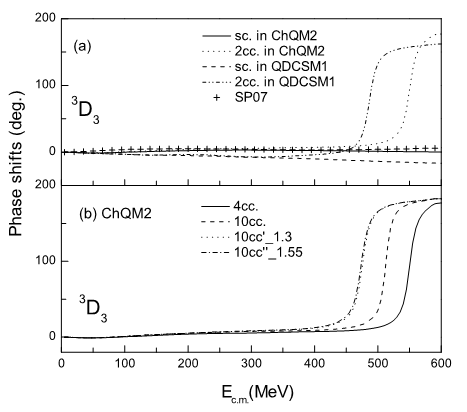 200
(a)
sc. in ChQM2
2cc. in ChQM2
sc. in QDCSM1
2cc. in QDCSM1
+ SP07
³D₃
100
0
Phase shifts (deg.)
200
(b) ChQM2
4cc.
10cc.
10cc'_1.3
10cc"_1.55
100
³D₃
0
0 100 200 300 400 500 600
E_c.m.(MeV)